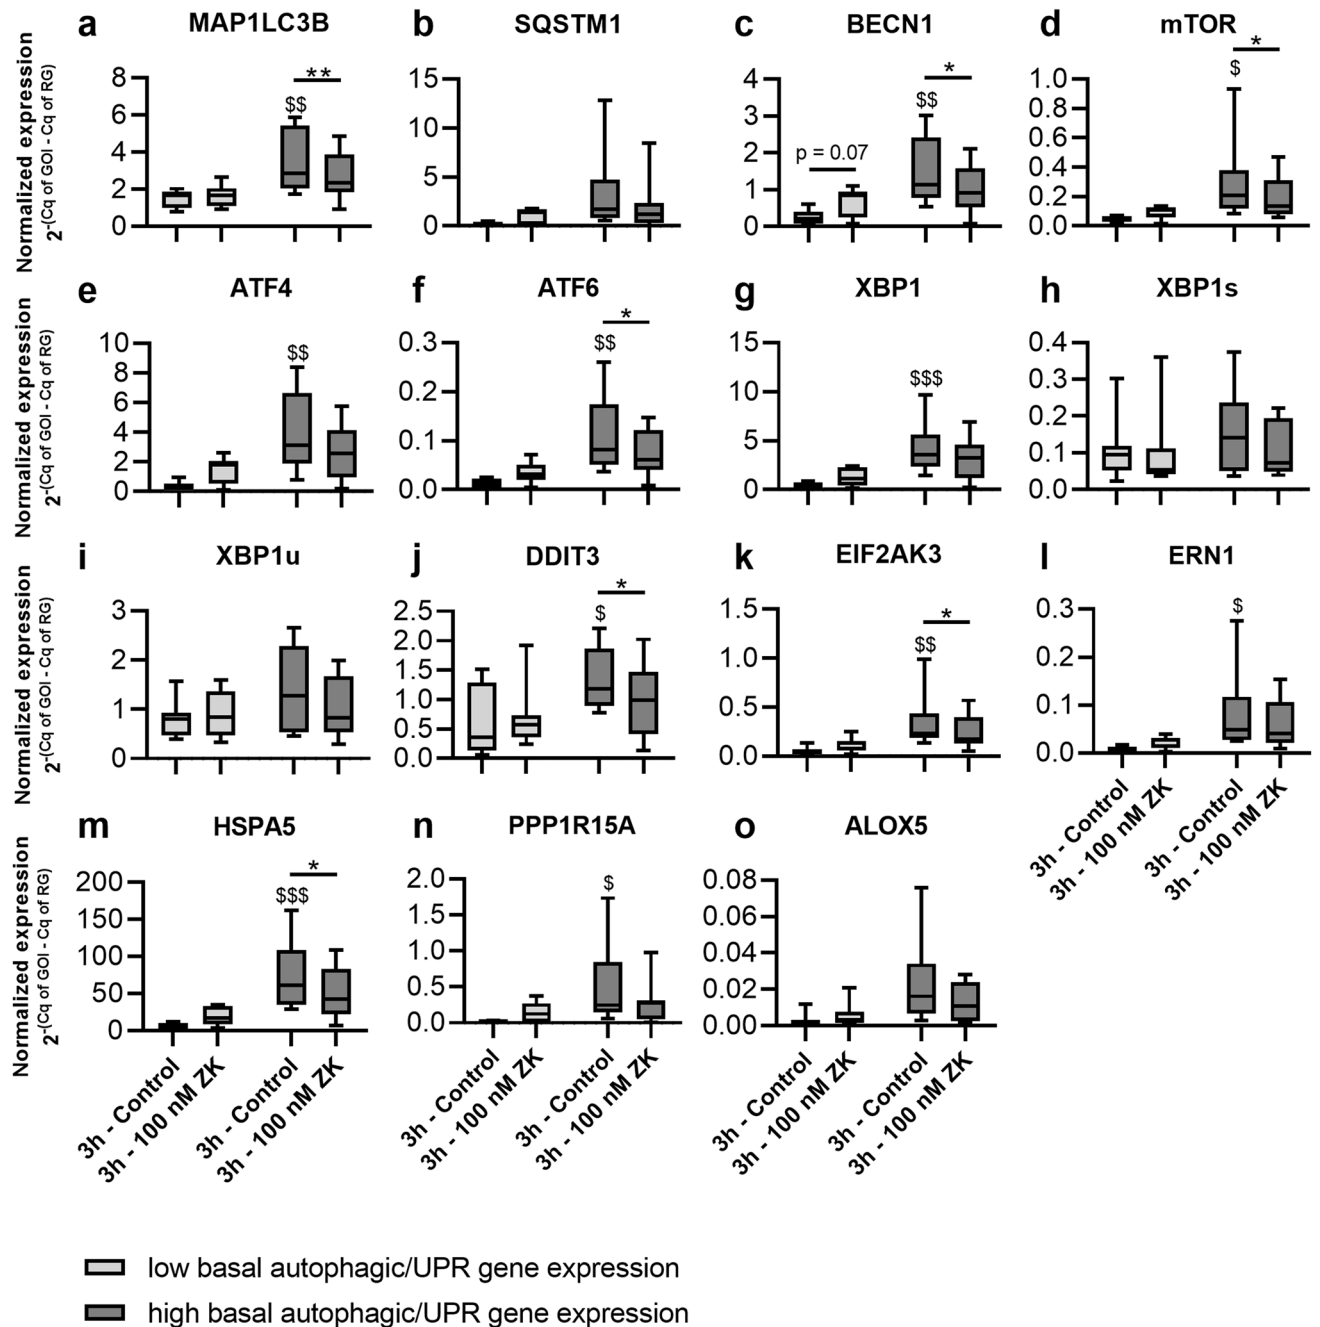 a MAP1LC3B
b SQSTM1
c BECN1
d mTOR
Normalized expression
2^-(Cq of GOI - Cq of RG)
8
6
4
2
0
**
$$
15
10
5
0
4
3
2
1
0
p = 0.07
*
$$
1.0
0.8
0.6
0.4
0.2
0.0
*
$
e ATF4
f ATF6
g XBP1
h XBP1s
Normalized expression
2^-(Cq of GOI - Cq of RG)
10
8
6
4
2
0
$$
0.3
0.2
0.1
0.0
*
$$
15
10
5
0
$$$
0.4
0.3
0.2
0.1
0.0
i XBP1u
j DDIT3
k EIF2AK3
l ERN1
Normalized expression
2^-(Cq of GOI - Cq of RG)
3
2
1
0
2.5
2.0
1.5
1.0
0.5
0.0
*
$
1.5
1.0
0.5
0.0
*
$$
0.3
0.2
0.1
0.0
$
3h - Control
3h - 100 nM ZK
3h - Control
3h - 100 nM ZK
m HSPA5
n PPP1R15A
o ALOX5
Normalized expression
2^-(Cq of GOI - Cq of RG)
200
150
100
50
0
*
$$$
3h - Control
3h - 100 nM ZK
3h - Control
3h - 100 nM ZK
2.0
1.5
1.0
0.5
0.0
$
3h - Control
3h - 100 nM ZK
3h - Control
3h - 100 nM ZK
0.08
0.06
0.04
0.02
0.00
3h - Control
3h - 100 nM ZK
3h - Control
3h - 100 nM ZK
low basal autophagic/UPR gene expression
high basal autophagic/UPR gene expression